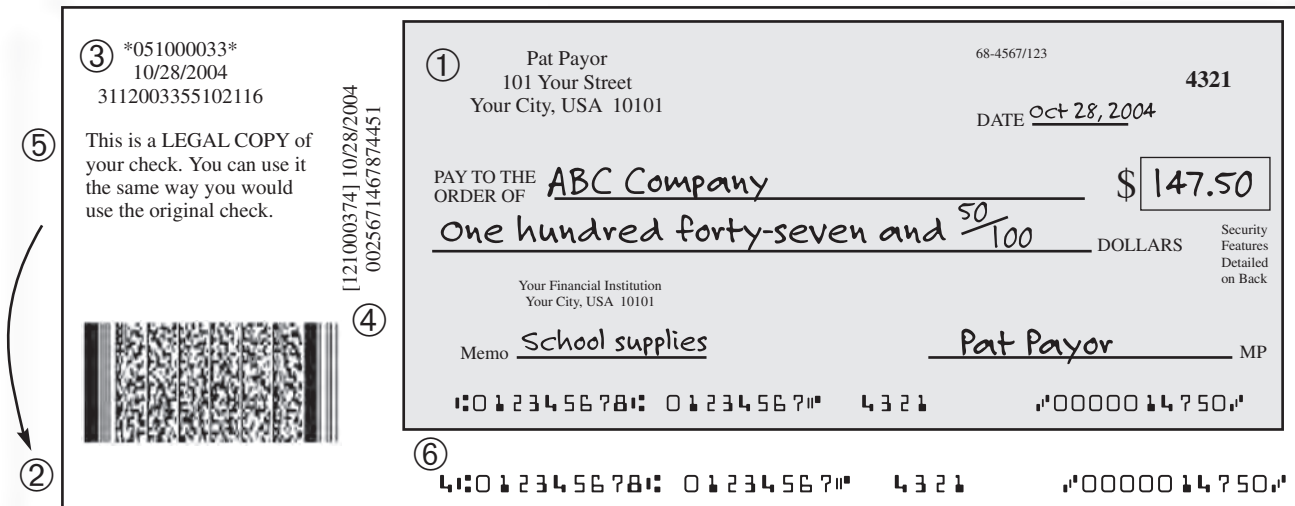 ③ *051000033*
10/28/2004
3112003355102116
⑤ This is a LEGAL COPY of
your check. You can use it
the same way you would
use the original check.
[121000374] 10/28/2004
0025671467874451
④
②
① Pat Payor
101 Your Street
Your City, USA 10101
68-4567/123
4321
DATE Oct 28, 2004
PAY TO THE
ORDER OF ABC Company $ 147.50
One hundred forty-seven and 50/100 DOLLARS
Security
Features
Detailed
on Back
Your Financial Institution
Your City, USA 10101
Memo School supplies Pat Payor MP
⑆012345678⑆ 01234567⑈ 4321 ⑇0000014750⑇
⑥
4⑆012345678⑆ 01234567⑈ 4321 ⑇0000014750⑇